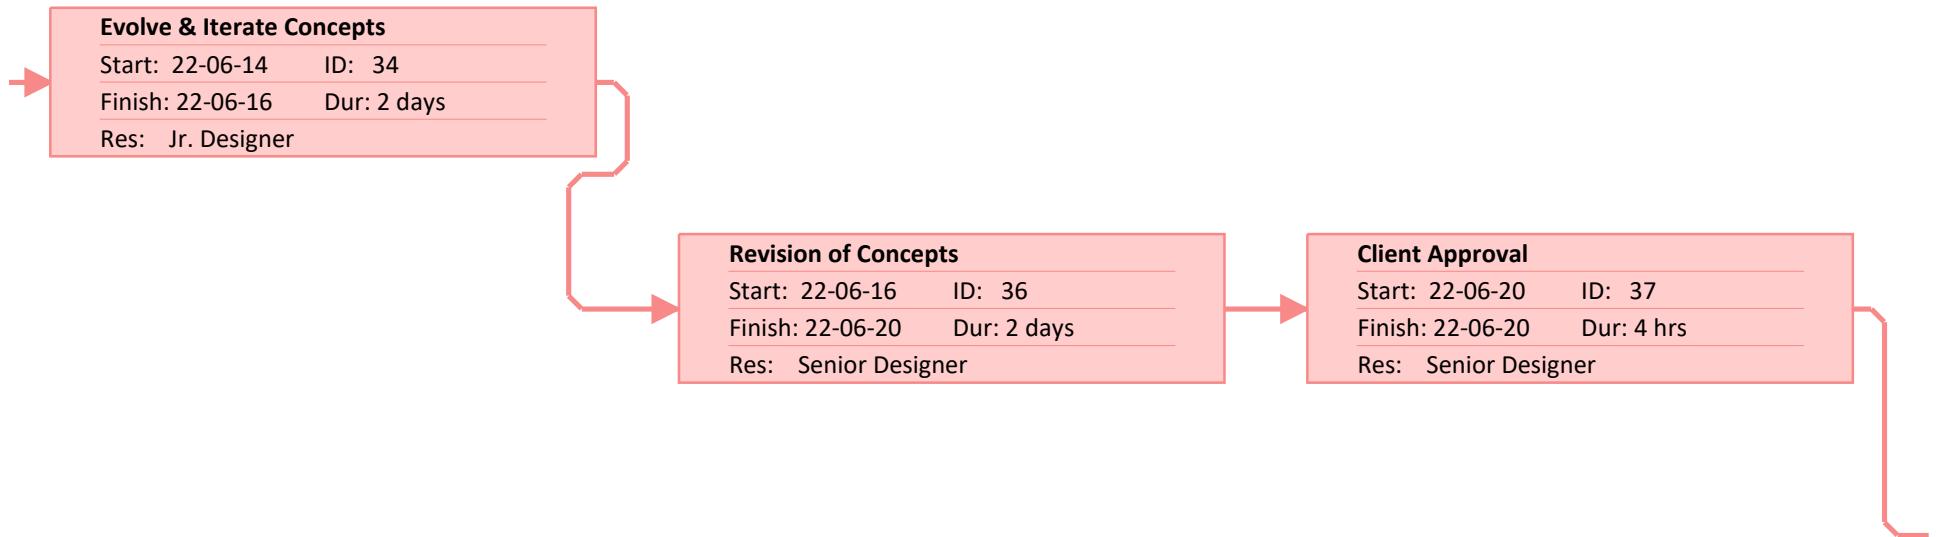 Evolve & Iterate Concepts
Start: 22-06-14 ID: 34
Finish: 22-06-16 Dur: 2 days
Res: Jr. Designer
Revision of Concepts
Start: 22-06-16 ID: 36
Finish: 22-06-20 Dur: 2 days
Res: Senior Designer
Client Approval
Start: 22-06-20 ID: 37
Finish: 22-06-20 Dur: 4 hrs
Res: Senior Designer